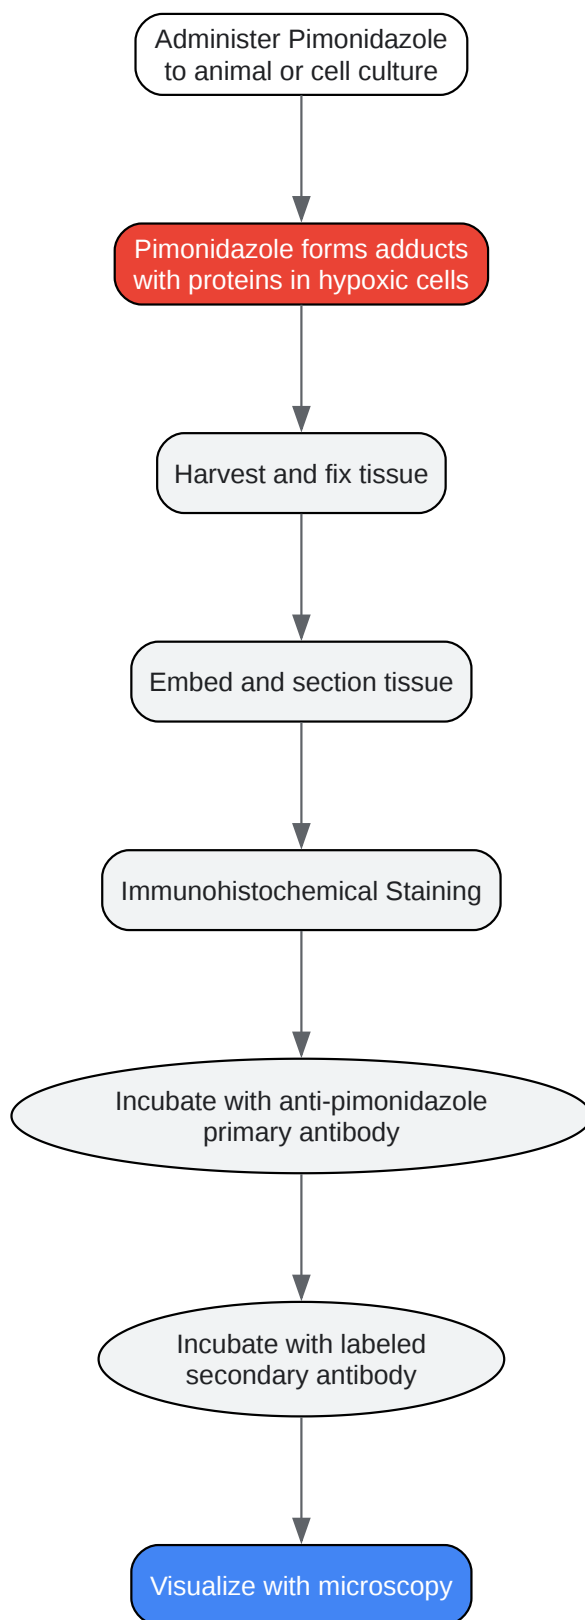 Administer Pimonidazole
to animal or cell culture
Pimonidazole forms adducts
with proteins in hypoxic cells
Harvest and fix tissue
Embed and section tissue
Immunohistochemical Staining
Incubate with anti-pimonidazole
primary antibody
Incubate with labeled
secondary antibody
Visualize with microscopy